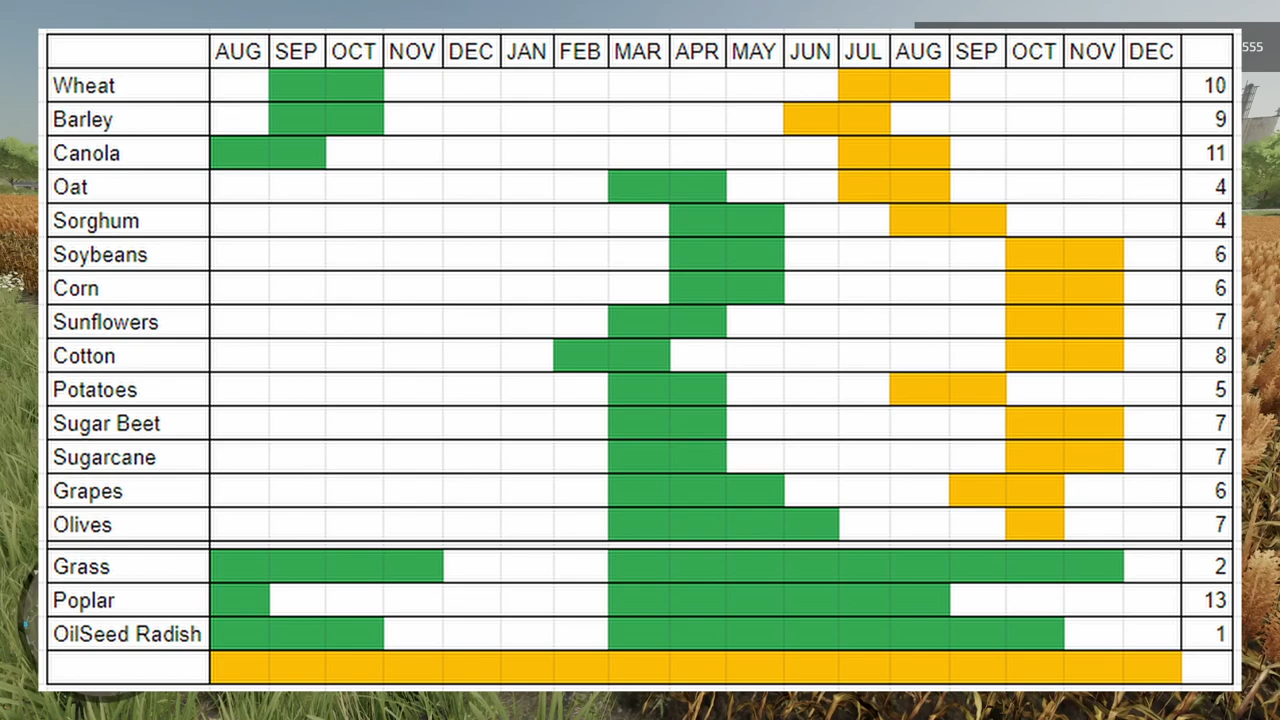 AUG SEP OCT NOV DEC JAN FEB MAR APR MAY JUN JUL AUG SEP OCT NOV DEC
555
Wheat 10
Barley 9
Canola 11
Oat 4
Sorghum 4
Soybeans 6
Corn 6
Sunflowers 7
Cotton 8
Potatoes 5
Sugar Beet 7
Sugarcane 7
Grapes 6
Olives 7
Grass 2
Poplar 13
OilSeed Radish 1